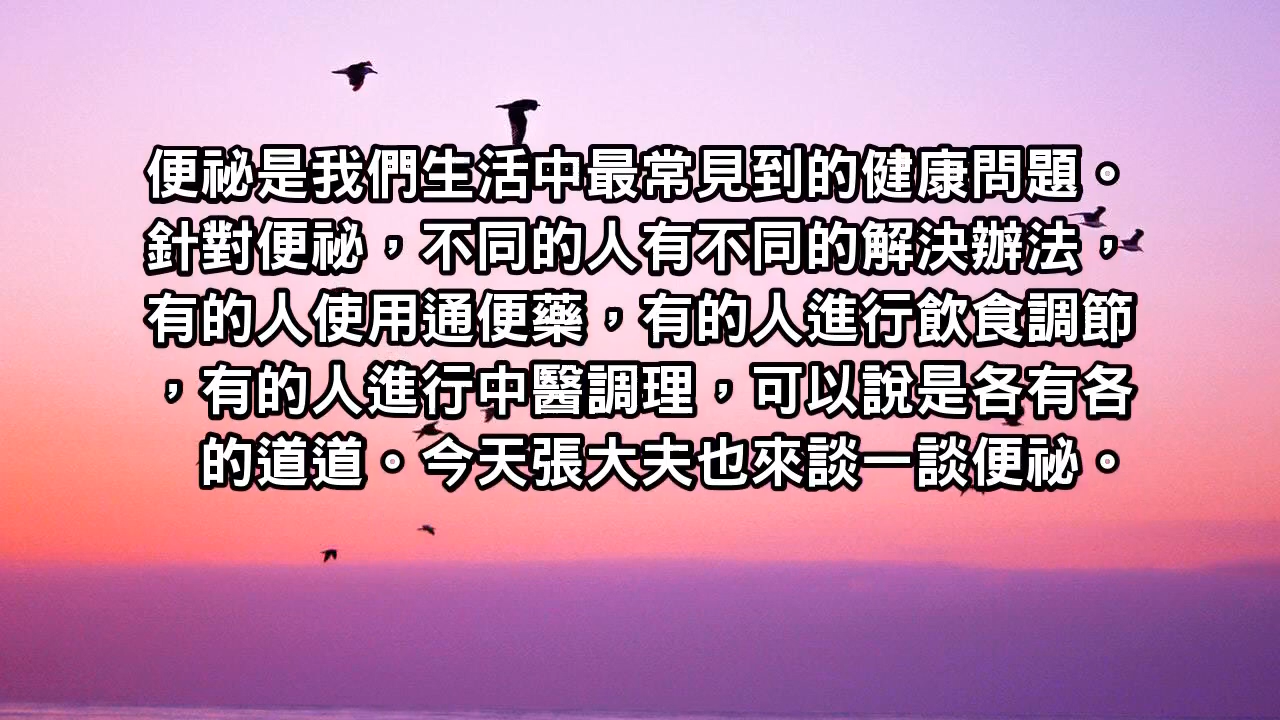 便祕是我們生活中最常見到的健康問題。
針對便祕，不同的人有不同的解決辦法，
有的人使用通便藥，有的人進行飲食調節
，有的人進行中醫調理，可以說是各有各
的道道。今天張大夫也來談一談便祕。